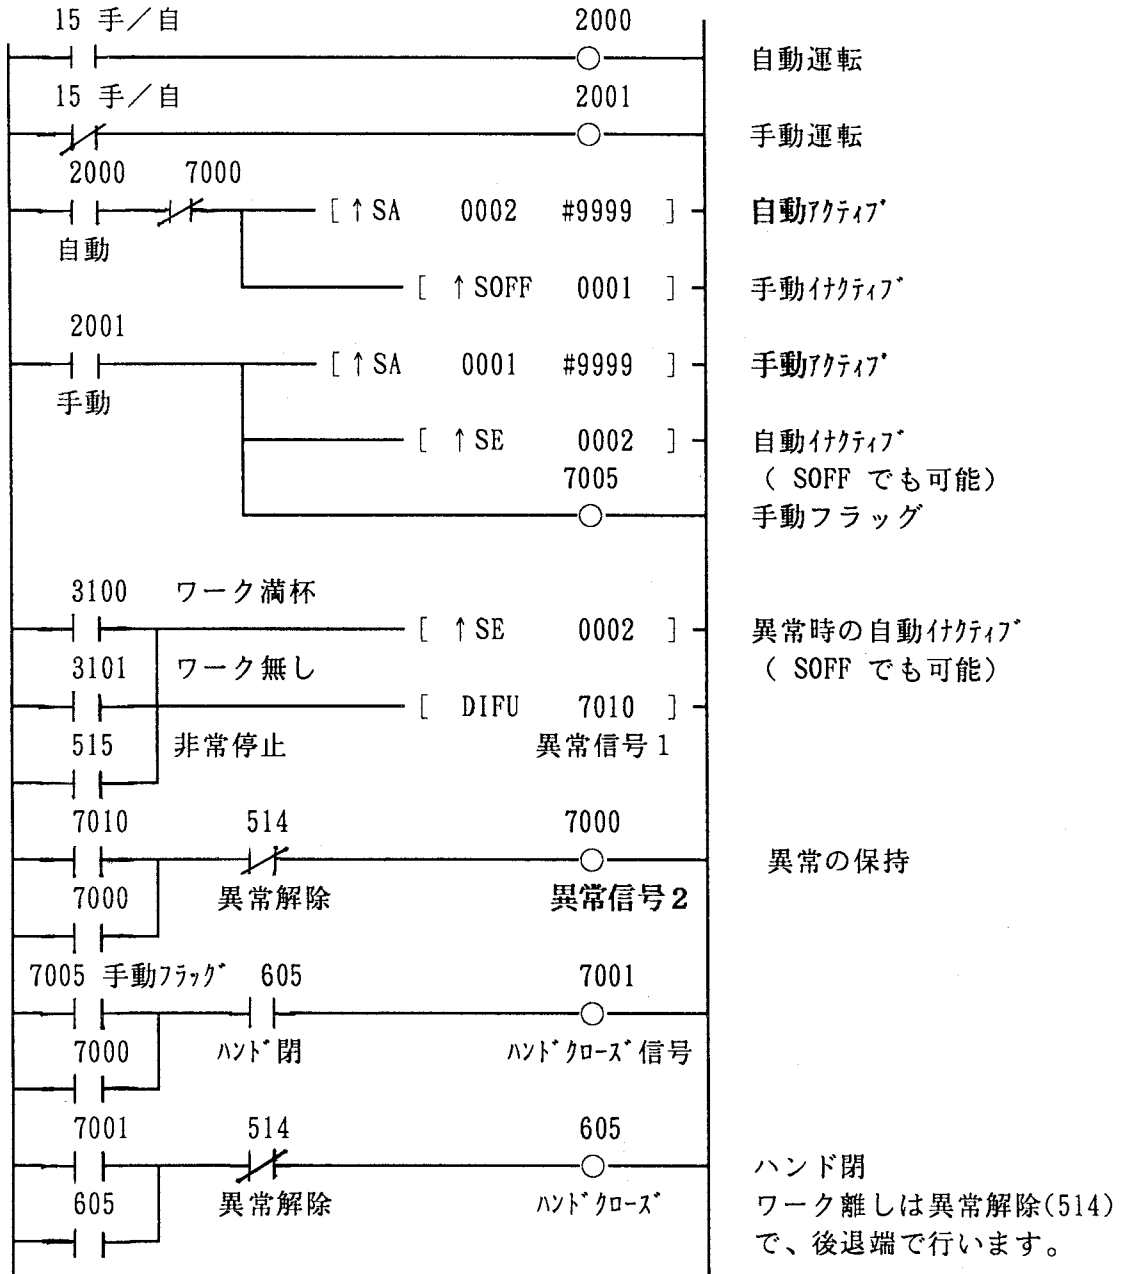 15 手／自 2000
自動運転
15 手／自 2001
手動運転
2000 7000
[ ↑SA 0002 #9999 ] 自動ｱｸﾃｨﾌﾞ
自動
[ ↑SOFF 0001 ] 手動ｲﾅｸﾃｨﾌﾞ
2001
[ ↑SA 0001 #9999 ] 手動ｱｸﾃｨﾌﾞ
手動
[ ↑SE 0002 ] 自動ｲﾅｸﾃｨﾌﾞ
7005 （ SOFF でも可能）
手動フラッグ
3100 ワーク満杯
[ ↑SE 0002 ] 異常時の自動ｲﾅｸﾃｨﾌﾞ
3101 ワーク無し （ SOFF でも可能）
[ DIFU 7010 ]
515 非常停止 異常信号１
7010 514 7000
異常の保持
7000 異常解除 異常信号２
7005 手動ﾌﾗｯｸﾞ 605 7001
7000 ﾊﾝﾄﾞ閉 ﾊﾝﾄﾞｸﾛｰｽﾞ信号
7001 514 605
ハンド閉
605 異常解除 ﾊﾝﾄﾞｸﾛｰｽﾞ ワーク離しは異常解除(514)
で、後退端で行います。